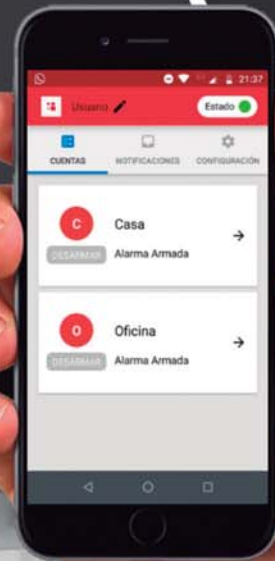 21:37
Usuario
Estado
CUENTAS NOTIFICACIONES CONFIGURACIÓN
C
Casa
DESARMAR Alarma Armada
O
Oficina
DESARMAR Alarma Armada